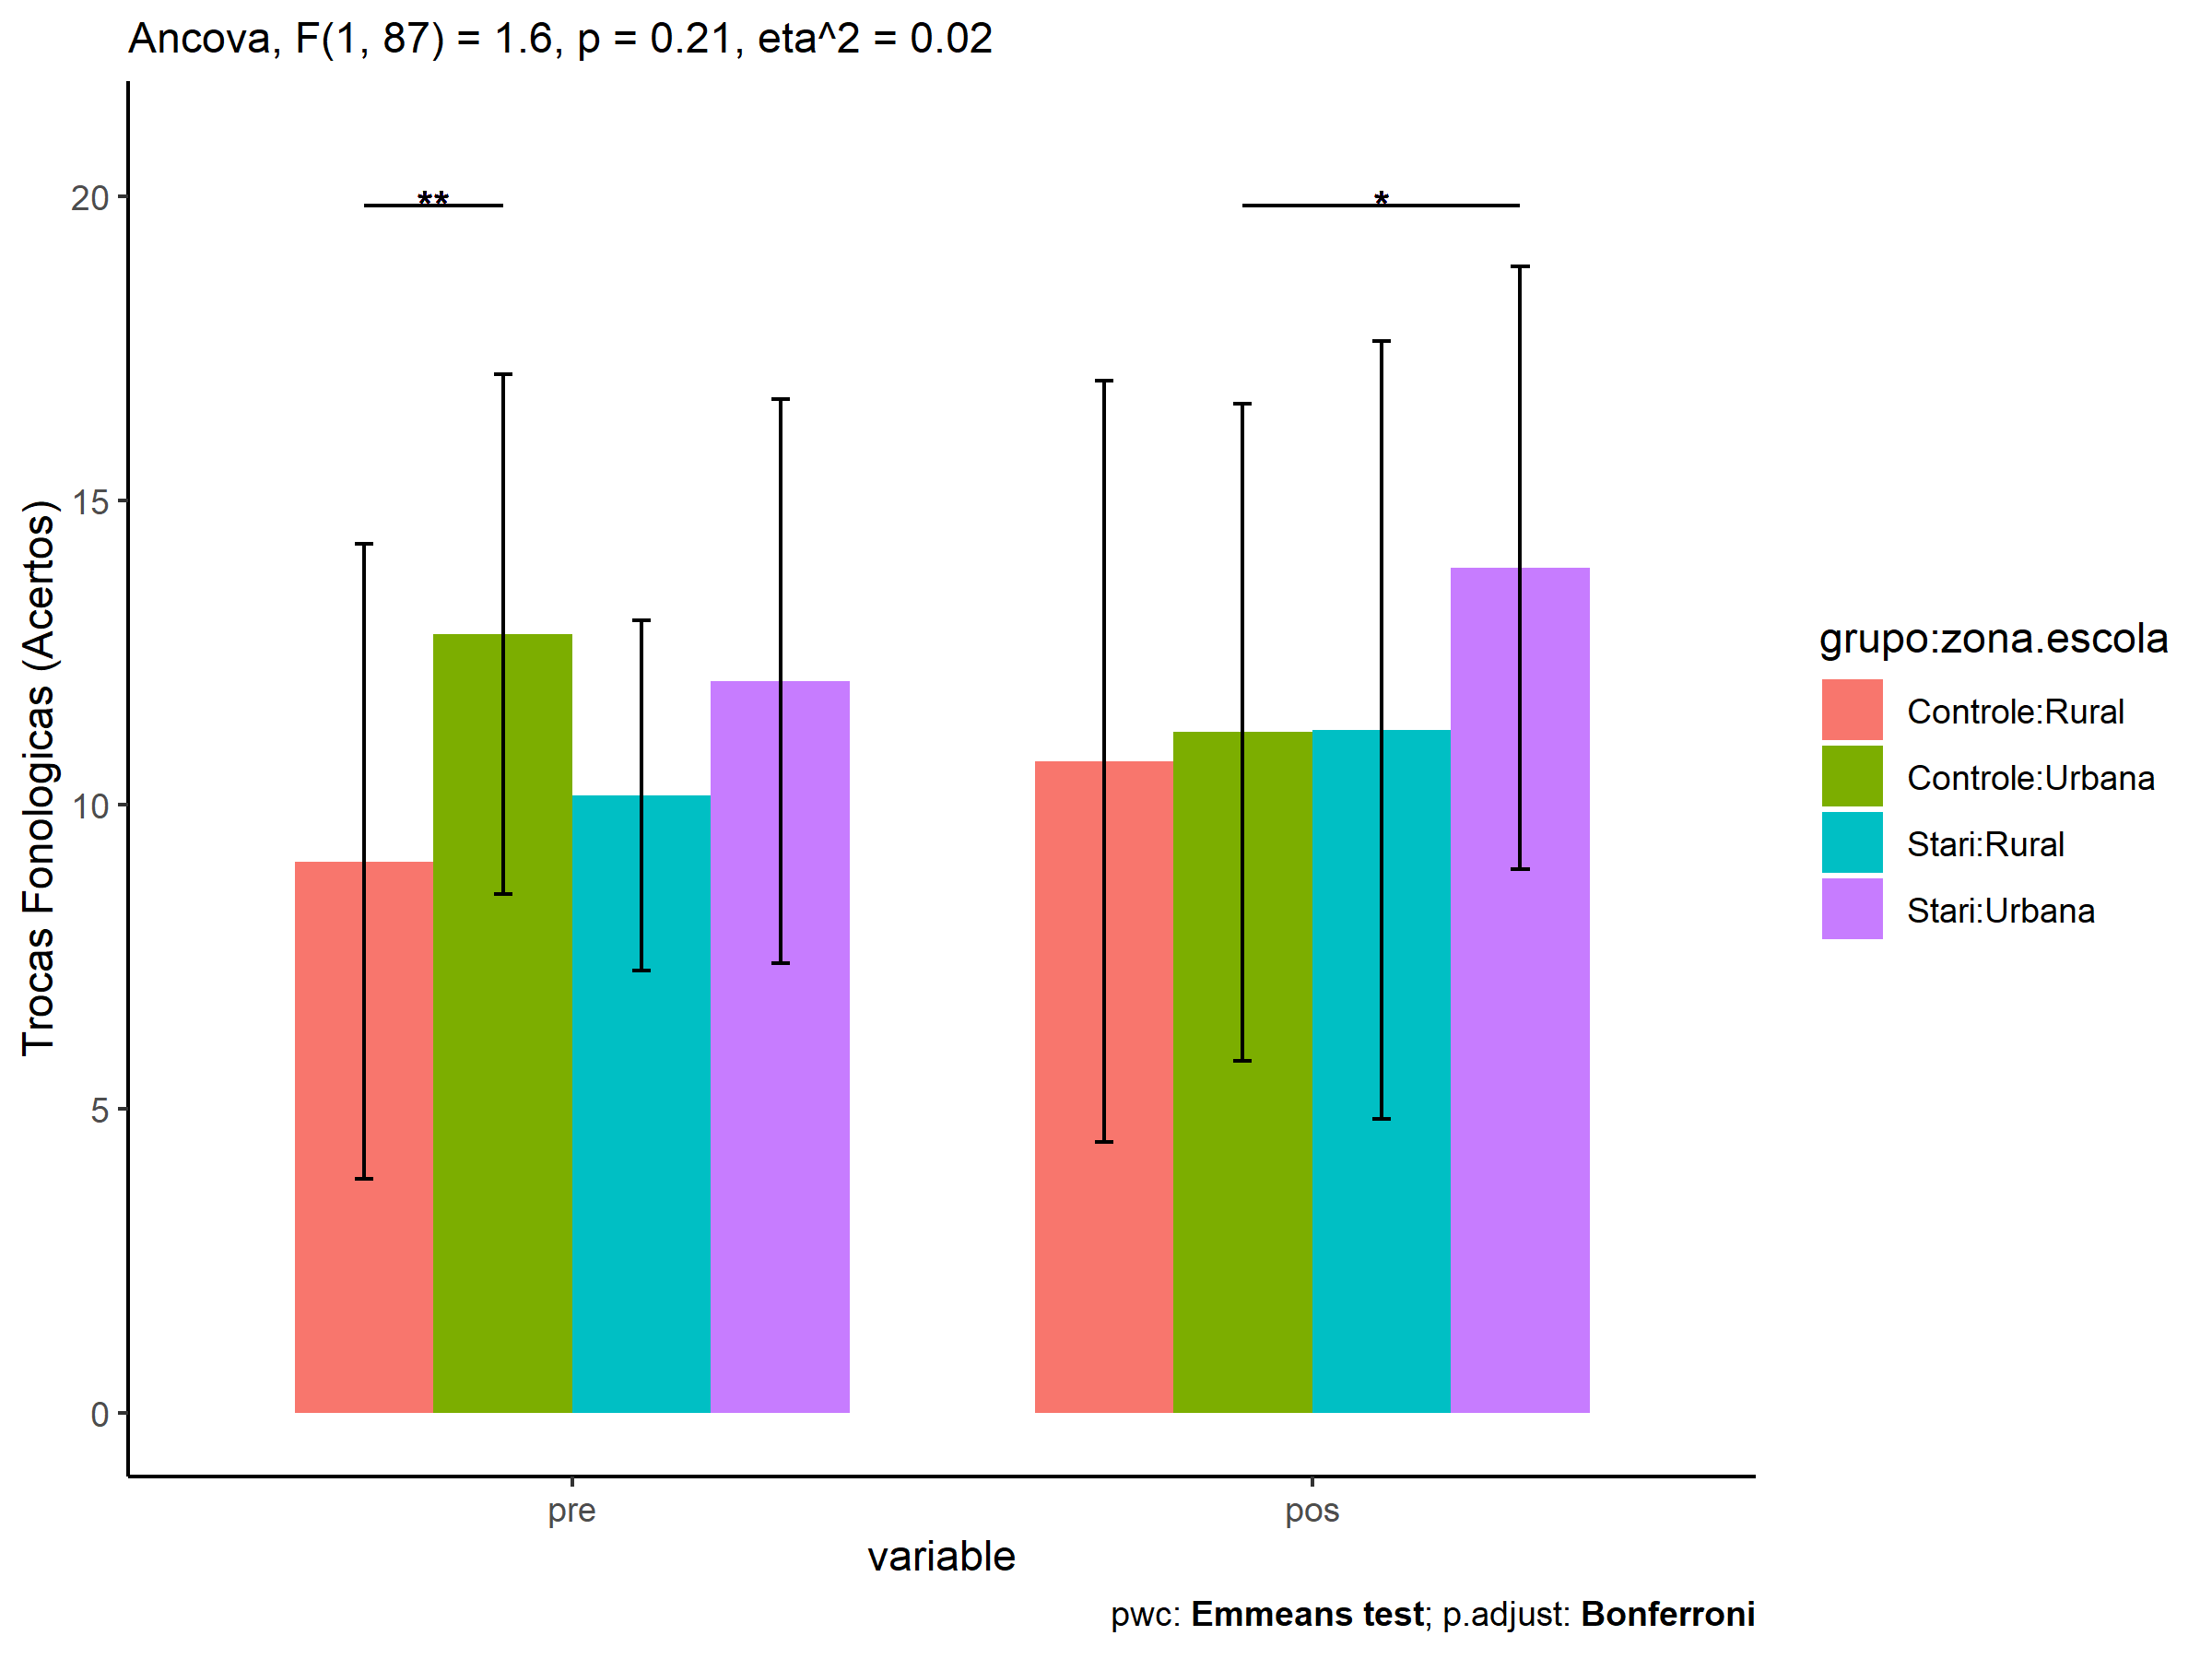 Ancova, F(1, 87) = 1.6, p = 0.21, eta^2 = 0.02
Trocas Fonologicas (Acertos)
20
15
10
5
0
**
*
pre
pos
variable
grupo:zona.escola
Controle:Rural
Controle:Urbana
Stari:Rural
Stari:Urbana
pwc: Emmeans test; p.adjust: Bonferroni